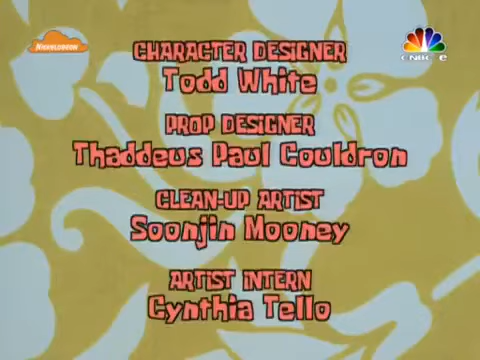 NICKELODEON
CNBC-e
CHARACTER DESIGNER
Todd White
PROP DESIGNER
Thaddeus Paul Couldron
CLEAN-UP ARTIST
Soonjin Mooney
ARTIST INTERN
Cynthia Tello